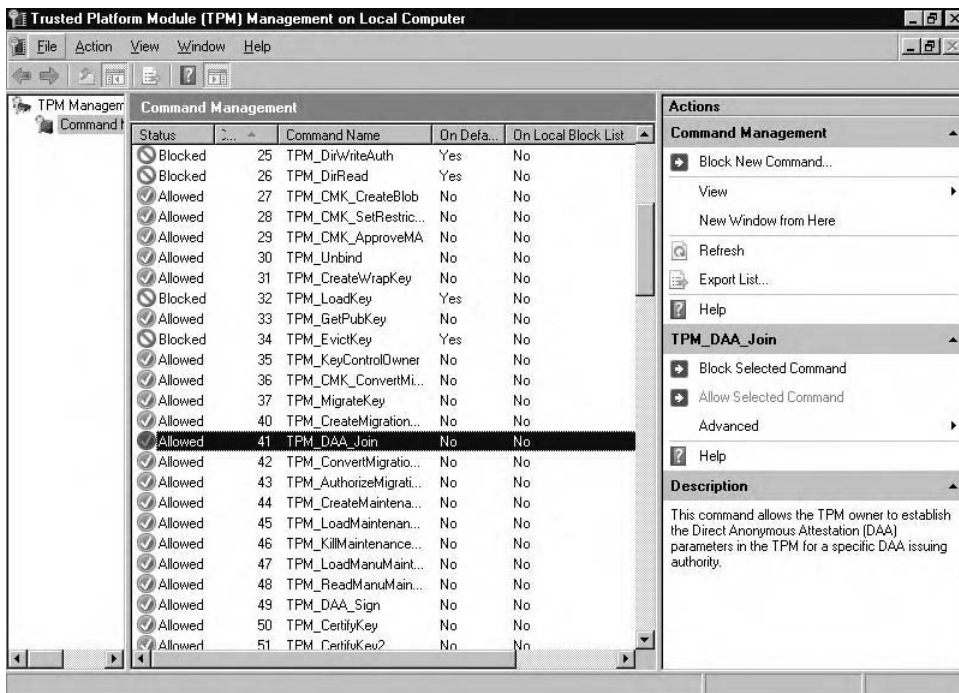 Trusted Platform Module (TPM) Management on Local Computer
File Action View Window Help
TPM Managem
Command M
Command Management
Status ... Command Name On Defa... On Local Block List
Blocked 25 TPM_DirWriteAuth Yes No
Blocked 26 TPM_DirRead Yes No
Allowed 27 TPM_CMK_CreateBlob No No
Allowed 28 TPM_CMK_SetRestric... No No
Allowed 29 TPM_CMK_ApproveMA No No
Allowed 30 TPM_Unbind No No
Allowed 31 TPM_CreateWrapKey No No
Blocked 32 TPM_LoadKey Yes No
Allowed 33 TPM_GetPubKey No No
Blocked 34 TPM_EvictKey Yes No
Allowed 35 TPM_KeyControlOwner No No
Allowed 36 TPM_CMK_ConvertMi... No No
Allowed 37 TPM_MigrateKey No No
Allowed 40 TPM_CreateMigration... No No
Allowed 41 TPM_DAA_Join No No
Allowed 42 TPM_ConvertMigratio... No No
Allowed 43 TPM_AuthorizeMigrati... No No
Allowed 44 TPM_CreateMaintena... No No
Allowed 45 TPM_LoadMaintenan... No No
Allowed 46 TPM_KillMaintenance... No No
Allowed 47 TPM_LoadManuMaint... No No
Allowed 48 TPM_ReadManuMain... No No
Allowed 49 TPM_DAA_Sign No No
Allowed 50 TPM_CertifyKey No No
Allowed 51 TPM_CertifyKey2 No No
Actions
Command Management
Block New Command...
View
New Window from Here
Refresh
Export List...
Help
TPM_DAA_Join
Block Selected Command
Allow Selected Command
Advanced
Help
Description
This command allows the TPM owner to establish
the Direct Anonymous Attestation (DAA)
parameters in the TPM for a specific DAA issuing
authority.